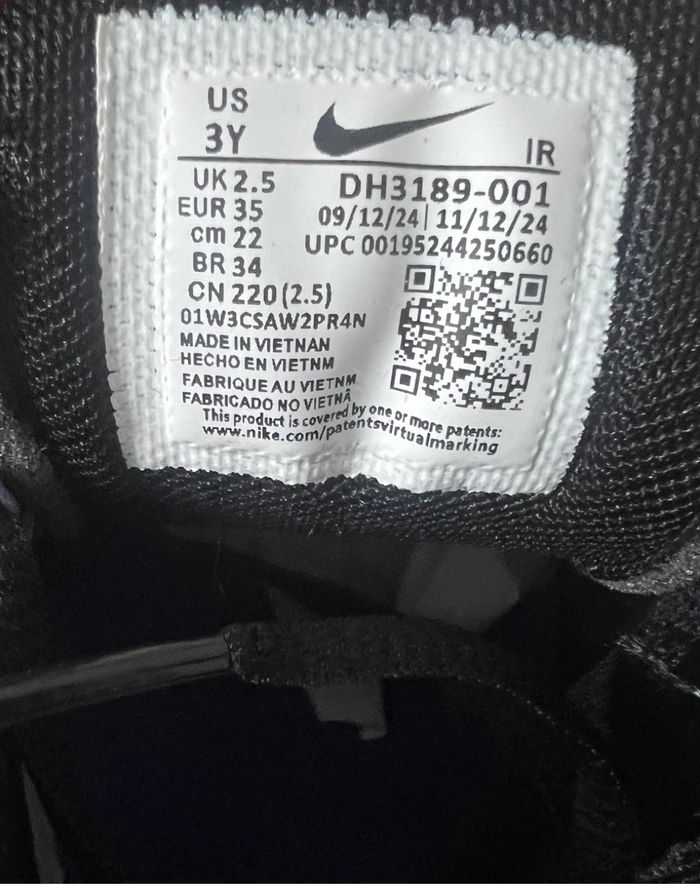 US
3Y
IR
UK 2.5
EUR 35
cm 22
BR 34
CN 220 (2.5)
01W3CSAW2PR4N
MADE IN VIETNAN
HECHO EN VIETNM
FABRIQUE AU VIETNM
FABRICADO NO VIETNÂ
DH3189-001
09/12/24| 11/12/24
UPC 00195244250660
This product is covered by one or more patents:
www.nike.com/patentsvirtualmarking